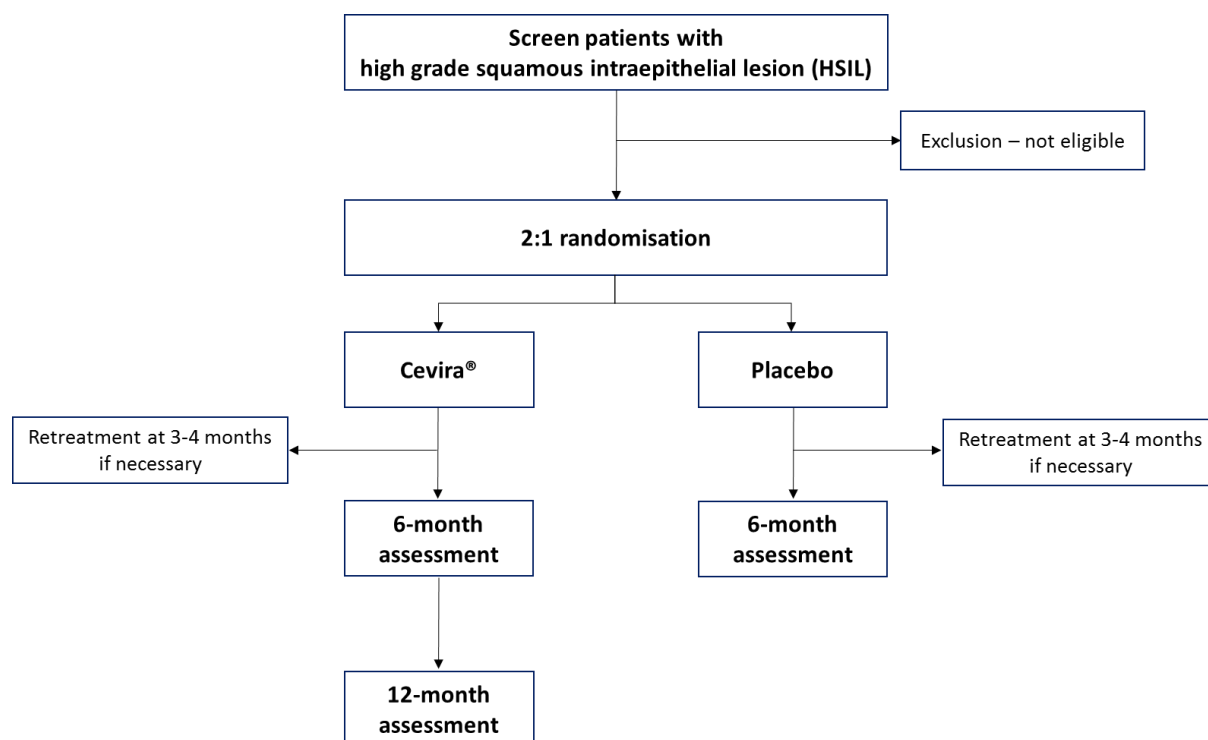 Screen patients with
high grade squamous intraepithelial lesion (HSIL)
Exclusion – not eligible
2:1 randomisation
Cevira®
Placebo
Retreatment at 3-4 months
if necessary
Retreatment at 3-4 months
if necessary
6-month
assessment
6-month
assessment
12-month
assessment